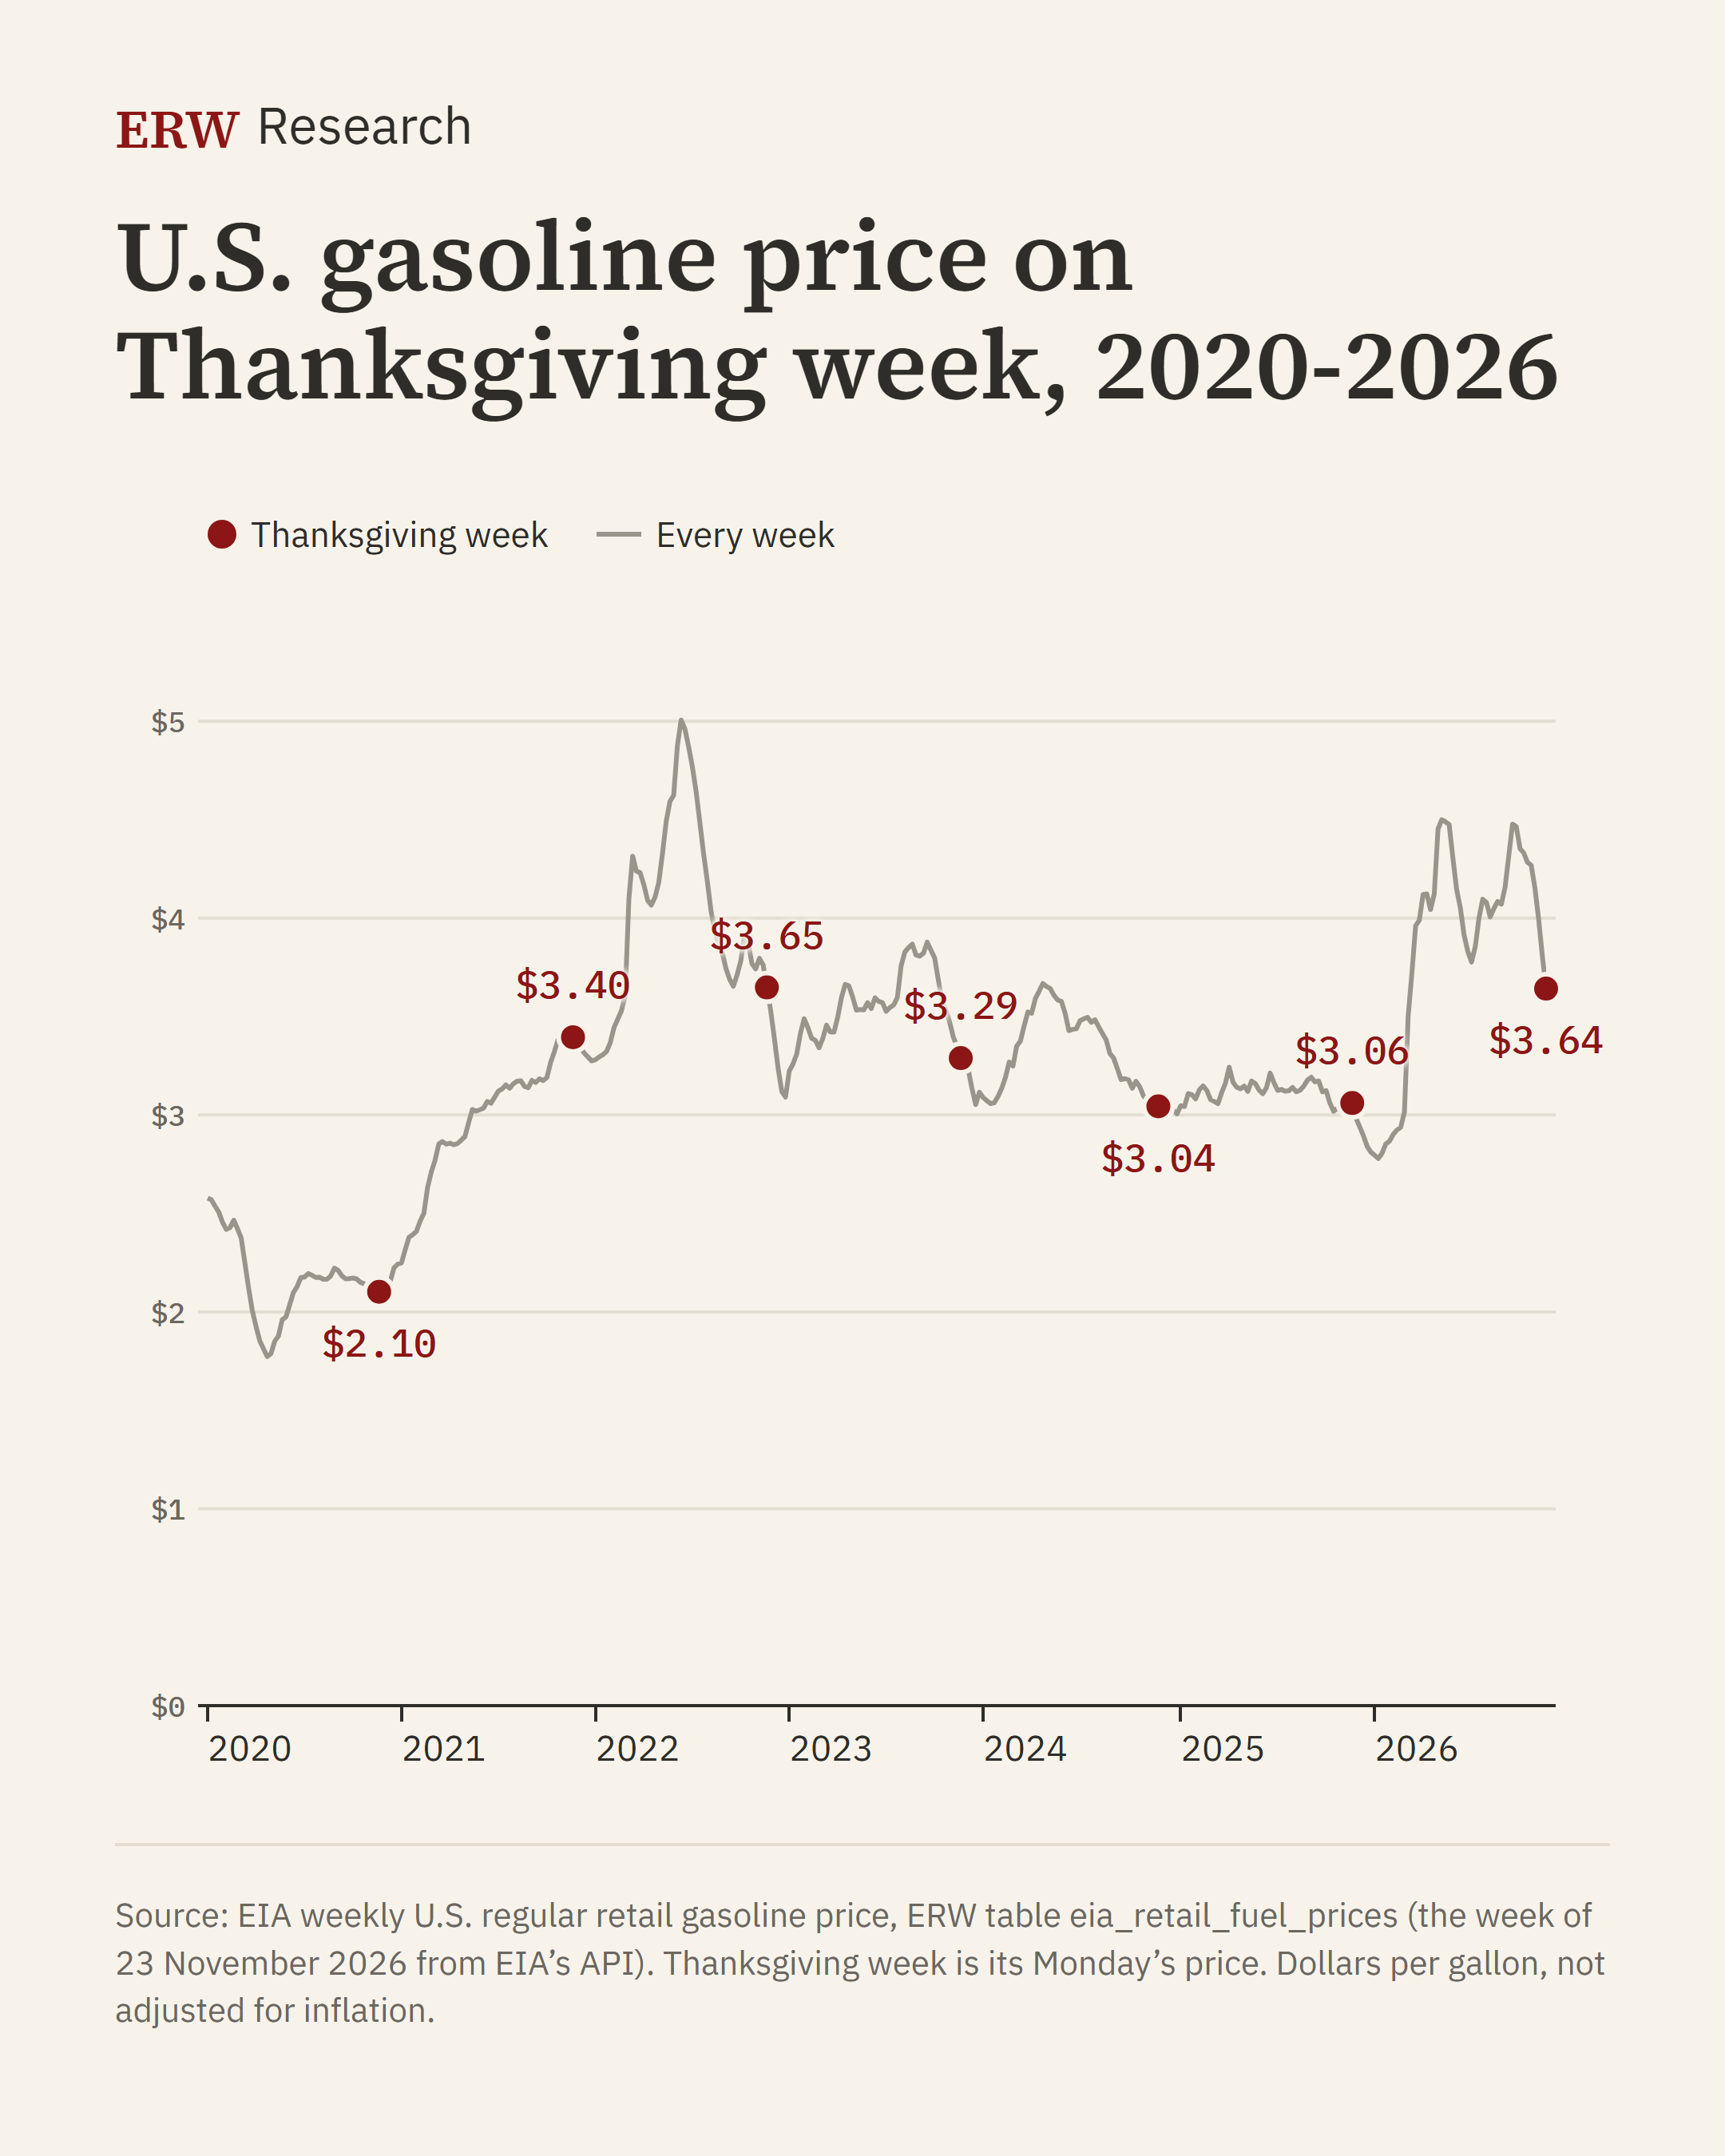 ERW Research
U.S. gasoline price on
Thanksgiving week, 2020-2026
Thanksgiving week
Every week
$5
$4
$3
$2
$1
$0
$2.10
$3.40
$3.65
$3.29
$3.04
$3.06
$3.64
2020
2021
2022
2023
2024
2025
2026
Source: EIA weekly U.S. regular retail gasoline price, ERW table eia_retail_fuel_prices (the week of
23 November 2026 from EIA’s API). Thanksgiving week is its Monday’s price. Dollars per gallon, not
adjusted for inflation.